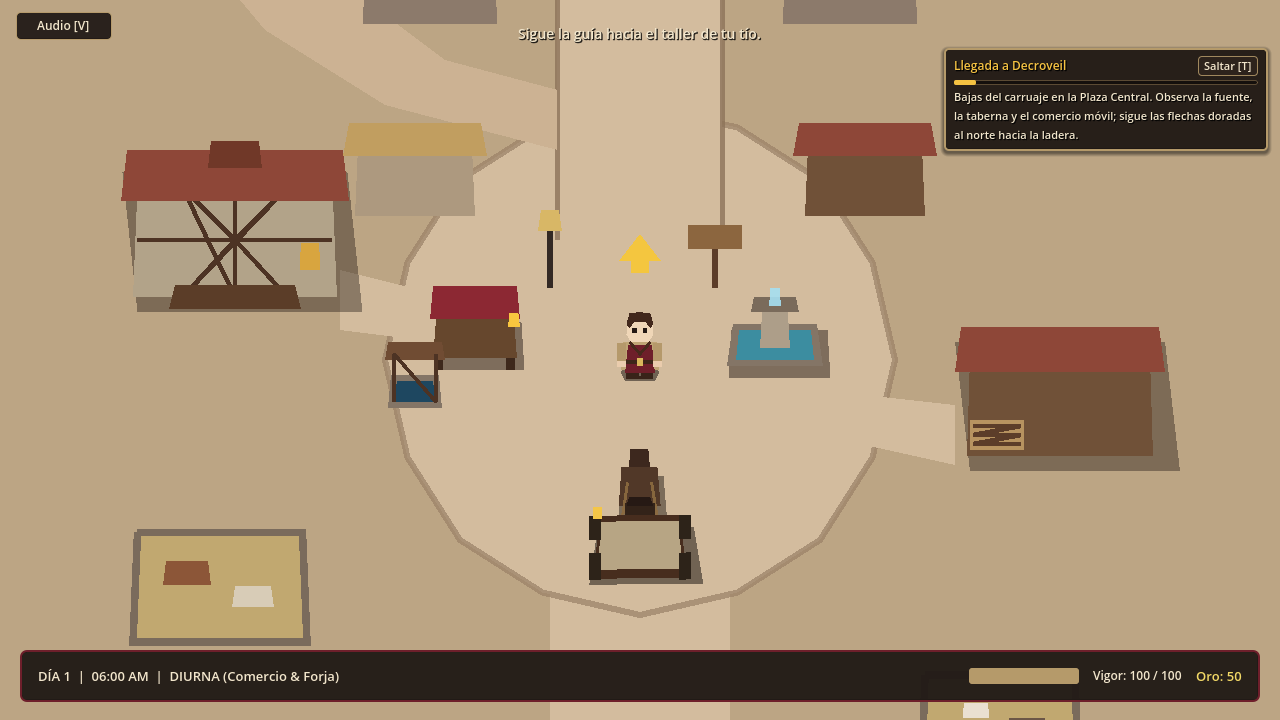 Audio [V]
Sigue la guía hacia el taller de tu tío.
Llegada a Decroveil
Saltar [T]
Bajas del carruaje en la Plaza Central. Observa la fuente,
la taberna y el comercio móvil; sigue las flechas doradas
al norte hacia la ladera.
DÍA 1 | 06:00 AM | DIURNA (Comercio & Forja)
Vigor: 100 / 100
Oro: 50